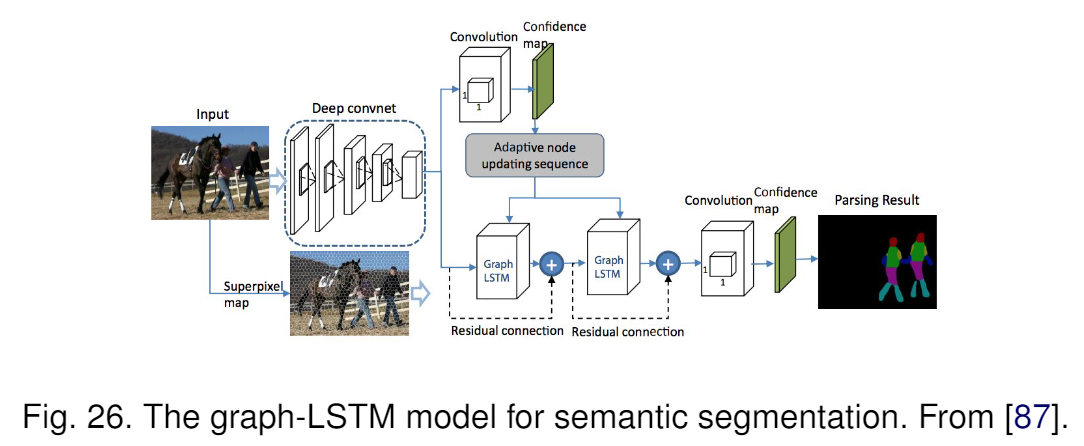 Input
Deep convnet
Convolution
Confidence
map
1
1
Adaptive node
updating sequence
Superpixel
map
Graph
LSTM
+
Residual connection
Graph
LSTM
+
Residual connection
Convolution
1
1
Confidence
map
Parsing Result
Fig. 26. The graph-LSTM model for semantic segmentation. From [87].